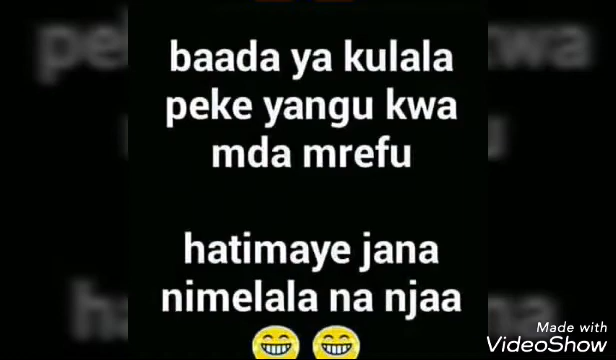 baada ya kulala
peke yangu kwa
mda mrefu
hatimaye jana
nimelala na njaa
😁 😁
Made with
VideoShow